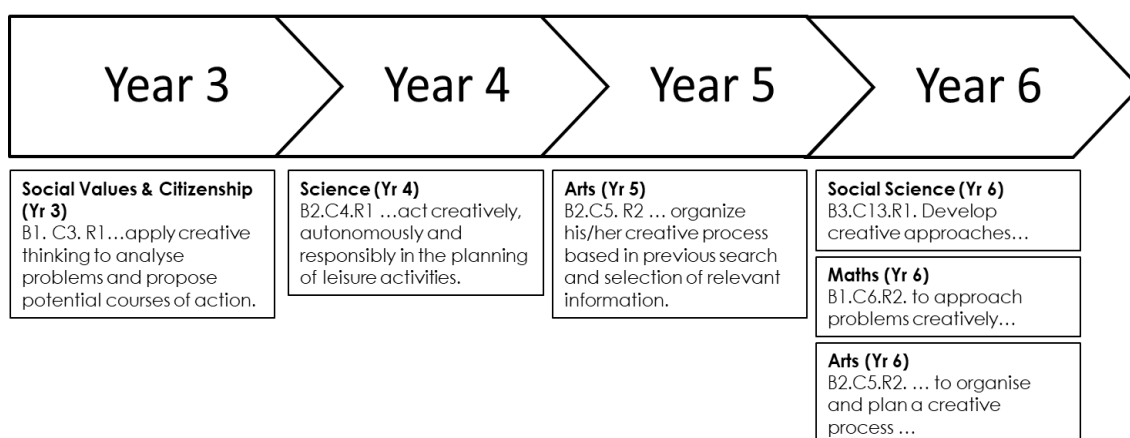 Year 3
Year 4
Year 5
Year 6
Social Values & Citizenship
(Yr 3)
B1. C3. R1...apply creative
thinking to analyse
problems and propose
potential courses of action.
Science (Yr 4)
B2.C4.R1 ...act creatively,
autonomously and
responsibly in the planning
of leisure activities.
Arts (Yr 5)
B2.C5. R2 ... organize
his/her creative process
based in previous search
and selection of relevant
information.
Social Science (Yr 6)
B3.C13.R1. Develop
creative approaches...
Maths (Yr 6)
B1.C6.R2. to approach
problems creatively...
Arts (Yr 6)
B2.C5.R2. ... to organise
and plan a creative
process ...